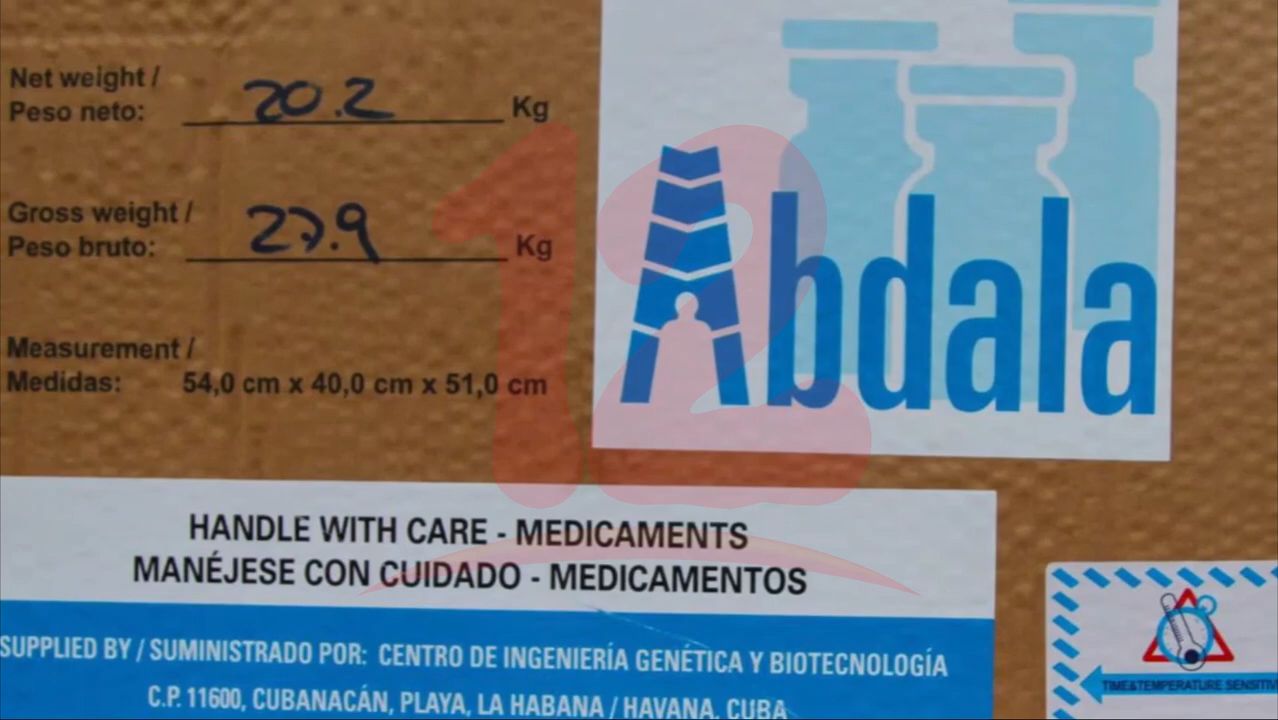 Net weight /
Peso neto: 20.2 Kg
Gross weight /
Peso bruto: 27.9 Kg
Measurement /
Medidas: 54,0 cm x 40,0 cm x 51,0 cm
Abdala
12
HANDLE WITH CARE - MEDICAMENTS
MANÉJESE CON CUIDADO - MEDICAMENTOS
SUPPLIED BY / SUMINISTRADO POR: CENTRO DE INGENIERÍA GENÉTICA Y BIOTECNOLOGÍA
C.P. 11600, CUBANACÁN, PLAYA, LA HABANA / HAVANA, CUBA
TIME&TEMPERATURE SENSITIV